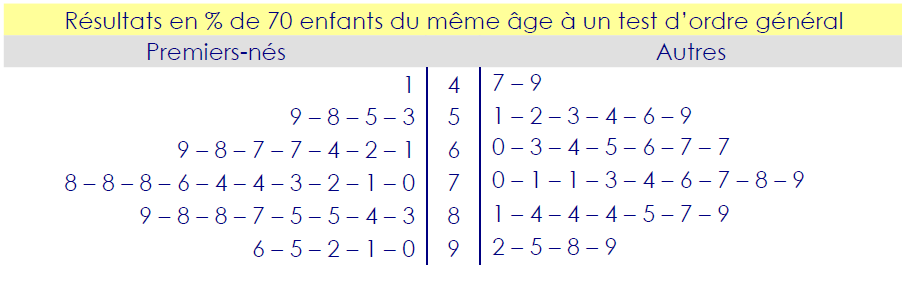 Résultats en % de 70 enfants du même âge à un test d’ordre général
Premiers-nés Autres
1 4 7 – 9
9 – 8 – 5 – 3 5 1 – 2 – 3 – 4 – 6 – 9
9 – 8 – 7 – 7 – 4 – 2 – 1 6 0 – 3 – 4 – 5 – 6 – 7 – 7
8 – 8 – 8 – 6 – 4 – 4 – 3 – 2 – 1 – 0 7 0 – 1 – 1 – 3 – 4 – 6 – 7 – 8 – 9
9 – 8 – 8 – 7 – 5 – 5 – 4 – 3 8 1 – 4 – 4 – 4 – 5 – 7 – 9
6 – 5 – 2 – 1 – 0 9 2 – 5 – 8 – 9